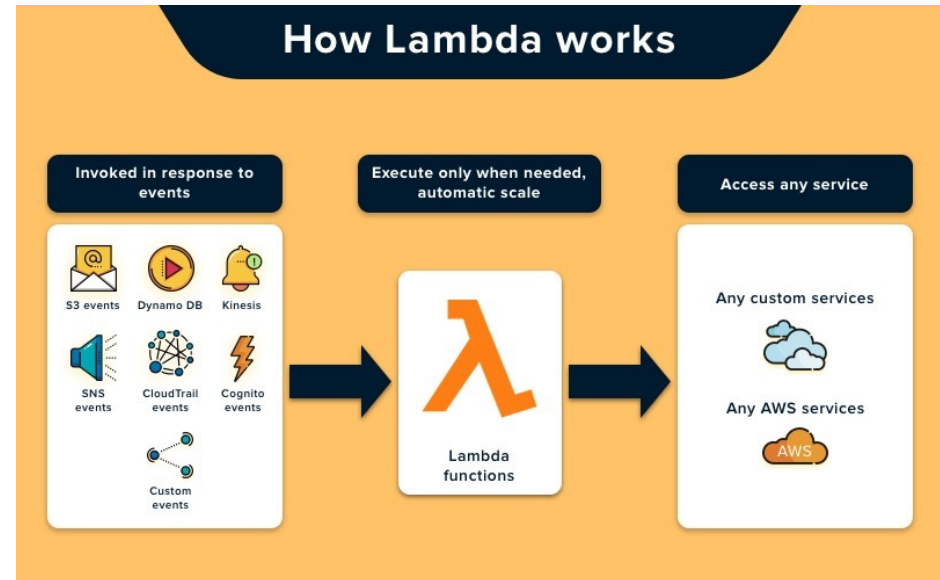 How Lambda works
Invoked in response to
events
Execute only when needed,
automatic scale
Access any service
@
S3 events
Dynamo DB
Kinesis
!
SNS
events
CloudTrail
events
Cognito
events
Custom
events
λ
Lambda
functions
Any custom services
Any AWS services
AWS